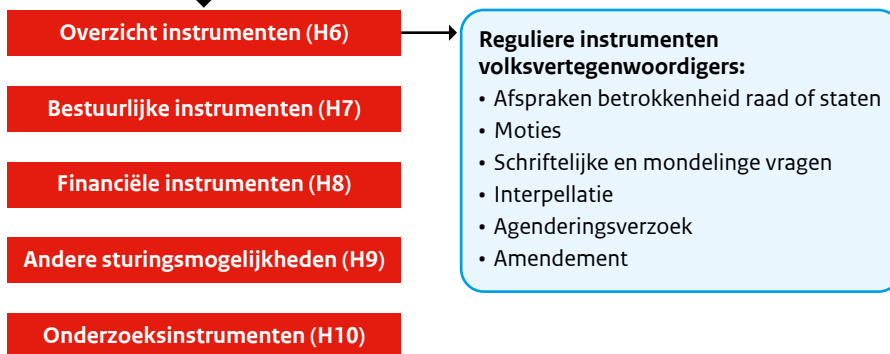 Overzicht instrumenten (H6)
Bestuurlijke instrumenten (H7)
Financiële instrumenten (H8)
Andere sturingsmogelijkheden (H9)
Onderzoeksinstrumenten (H10)
Reguliere instrumenten
volksvertegenwoordigers:
• Afspraken betrokkenheid raad of staten
• Moties
• Schriftelijke en mondelinge vragen
• Interpellatie
• Agenderingsverzoek
• Amendement